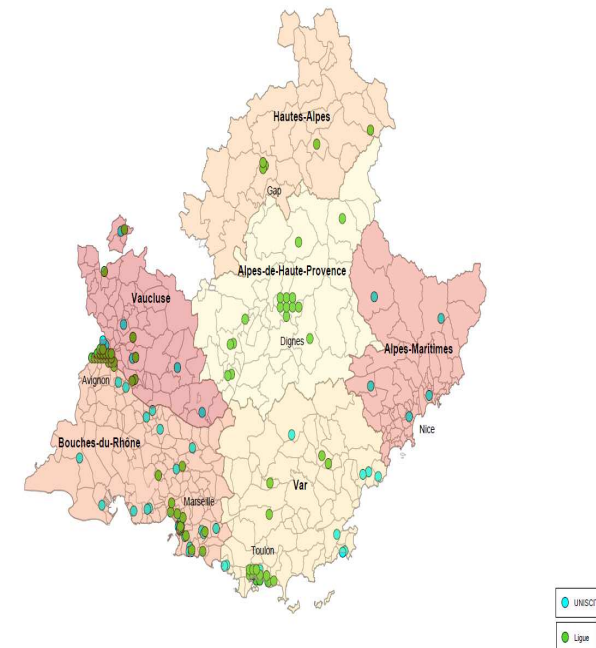 Hautes-Alpes
Gap
Alpes-de-Haute-Provence
Vaucluse
Dignes
Alpes-Maritimes
Avignon
Nice
Bouches-du-Rhône
Var
Marseille
Toulon
UNISCIT
Ligue